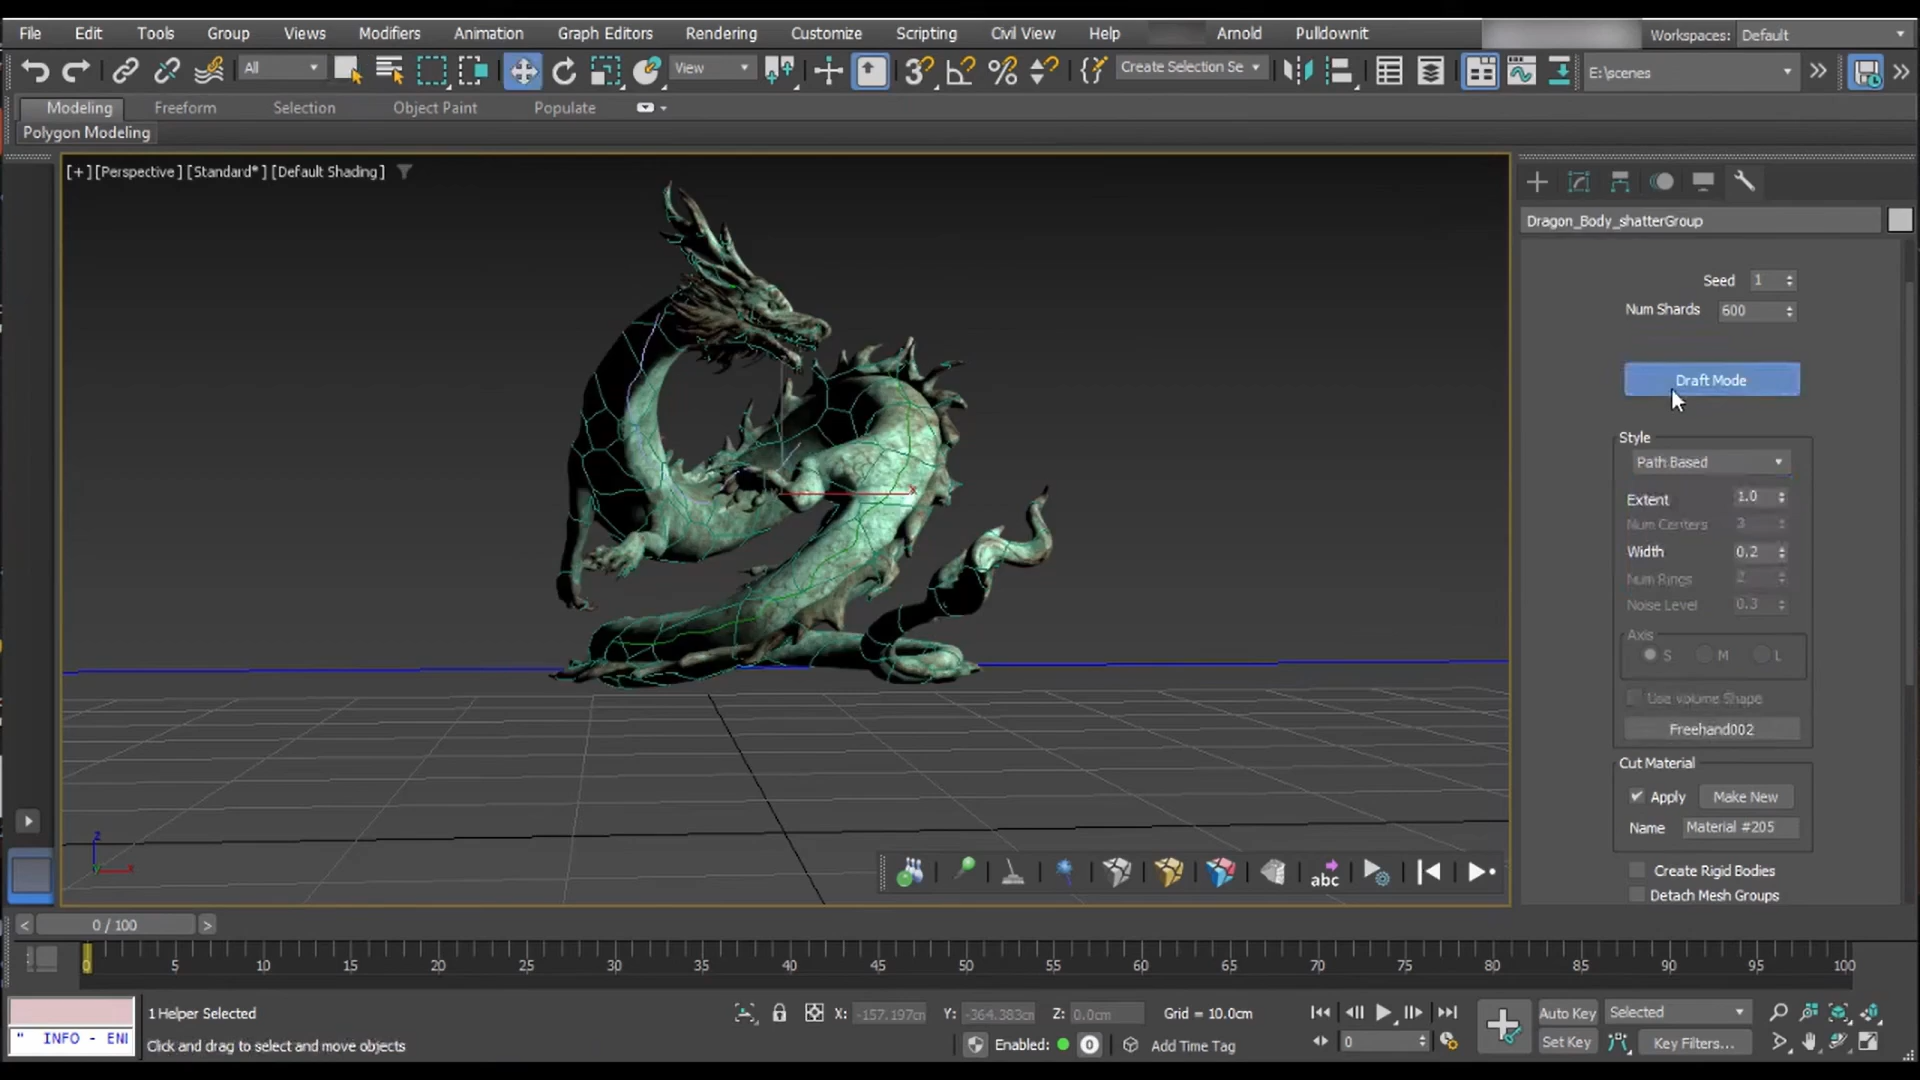 File Edit Tools Group Views Modifiers Animation Graph Editors Rendering Customize Scripting Civil View Help Arnold Pulldownit Workspaces: Default
All View Create Selection Se E:\scenes
Modeling Freeform Selection Object Paint Populate
Polygon Modeling
[+] [Perspective] [Standard*] [Default Shading]
Dragon_Body_shatterGroup
Seed 1
Num Shards 600
Draft Mode
Style
Path Based
Extent 1.0
Num Centers 3
Width 0.2
Num Rings 2
Noise Level 0.3
Axis
S M L
Use volume Shape
Freehand002
Cut Material
Apply Make New
Name Material #205
Create Rigid Bodies
Detach Mesh Groups
x
z
x
abc
< 0 / 100 >
0 5 10 15 20 25 30 35 40 45 50 55 60 65 70 75 80 85 90 95 100
1 Helper Selected X: -157.197cm Y: -364.383cm Z: 0.0cm Grid = 10.0cm Auto Key Selected
" INFO - ENI Click and drag to select and move objects Enabled: 0 Add Time Tag 0 Set Key Key Filters...